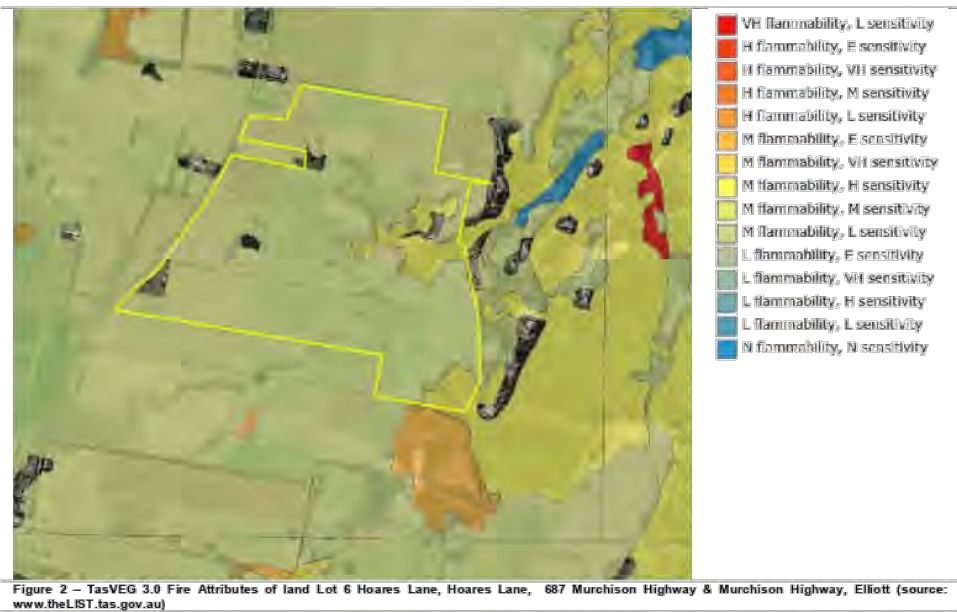 VH flammability, L sensitivity
H flammability, E sensitivity
H flammability, VH sensitivity
H flammability, M sensitivity
H flammability, L sensitivity
M flammability, E sensitivity
M flammability, VH sensitivity
M flammability, H sensitivity
M flammability, M sensitivity
M flammability, L sensitivity
L flammability, E sensitivity
L flammability, VH sensitivity
L flammability, H sensitivity
L flammability, L sensitivity
N flammability, N sensitivity
Figure 2 – TasVEG 3.0 Fire Attributes of land Lot 6 Hoares Lane, Hoares Lane, 687 Murchison Highway & Murchison Highway, Elliott (source:
www.theLIST.tas.gov.au)